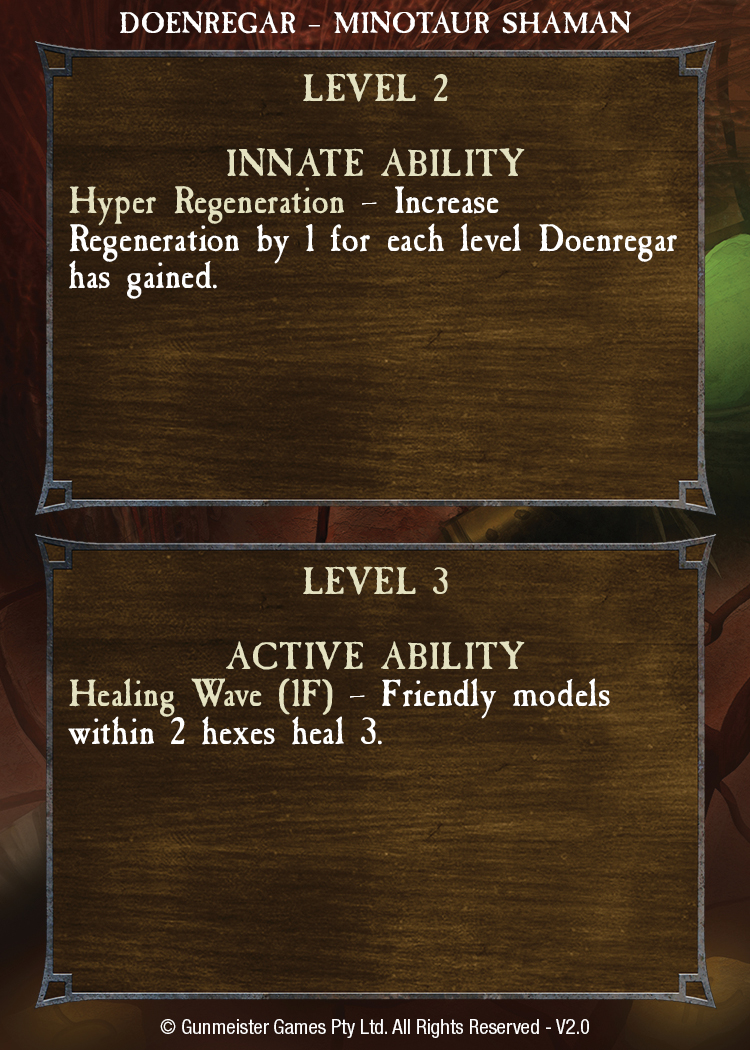 DOENREGAR – MINOTAUR SHAMAN
LEVEL 2
INNATE ABILITY
Hyper Regeneration – Increase
Regeneration by 1 for each level Doenregar
has gained.
LEVEL 3
ACTIVE ABILITY
Healing Wave (1F) – Friendly models
within 2 hexes heal 3.
© Gunmeister Games Pty Ltd. All Rights Reserved - V2.0